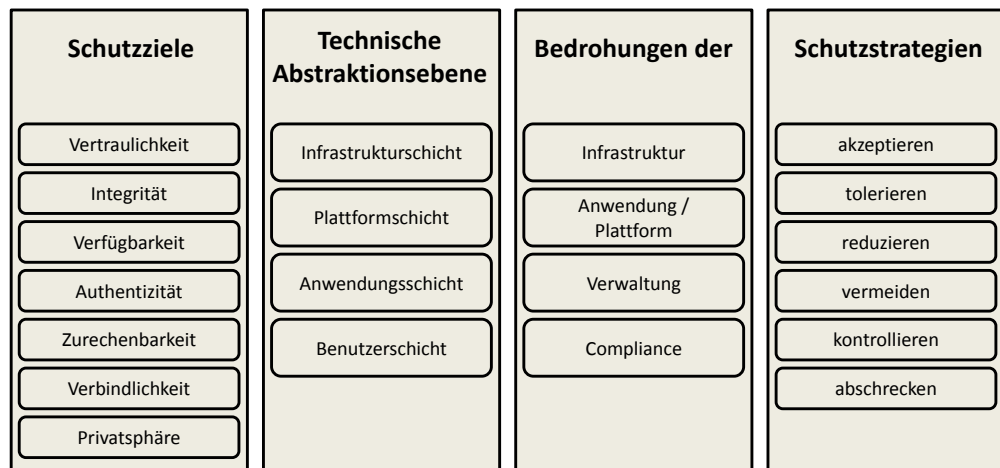 Schutzziele
Vertraulichkeit
Integrität
Verfügbarkeit
Authentizität
Zurechenbarkeit
Verbindlichkeit
Privatsphäre
Technische
Abstraktionsebene
Infrastrukturschicht
Plattformschicht
Anwendungsschicht
Benutzerschicht
Bedrohungen der
Infrastruktur
Anwendung /
Plattform
Verwaltung
Compliance
Schutzstrategien
akzeptieren
tolerieren
reduzieren
vermeiden
kontrollieren
abschrecken